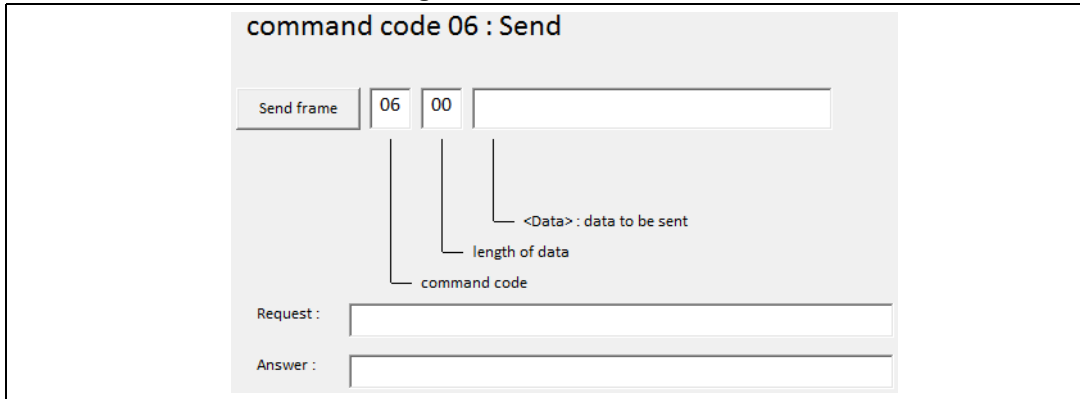 command code 06 : Send
Send frame 06 00
<Data> : data to be sent
length of data
command code
Request :
Answer :